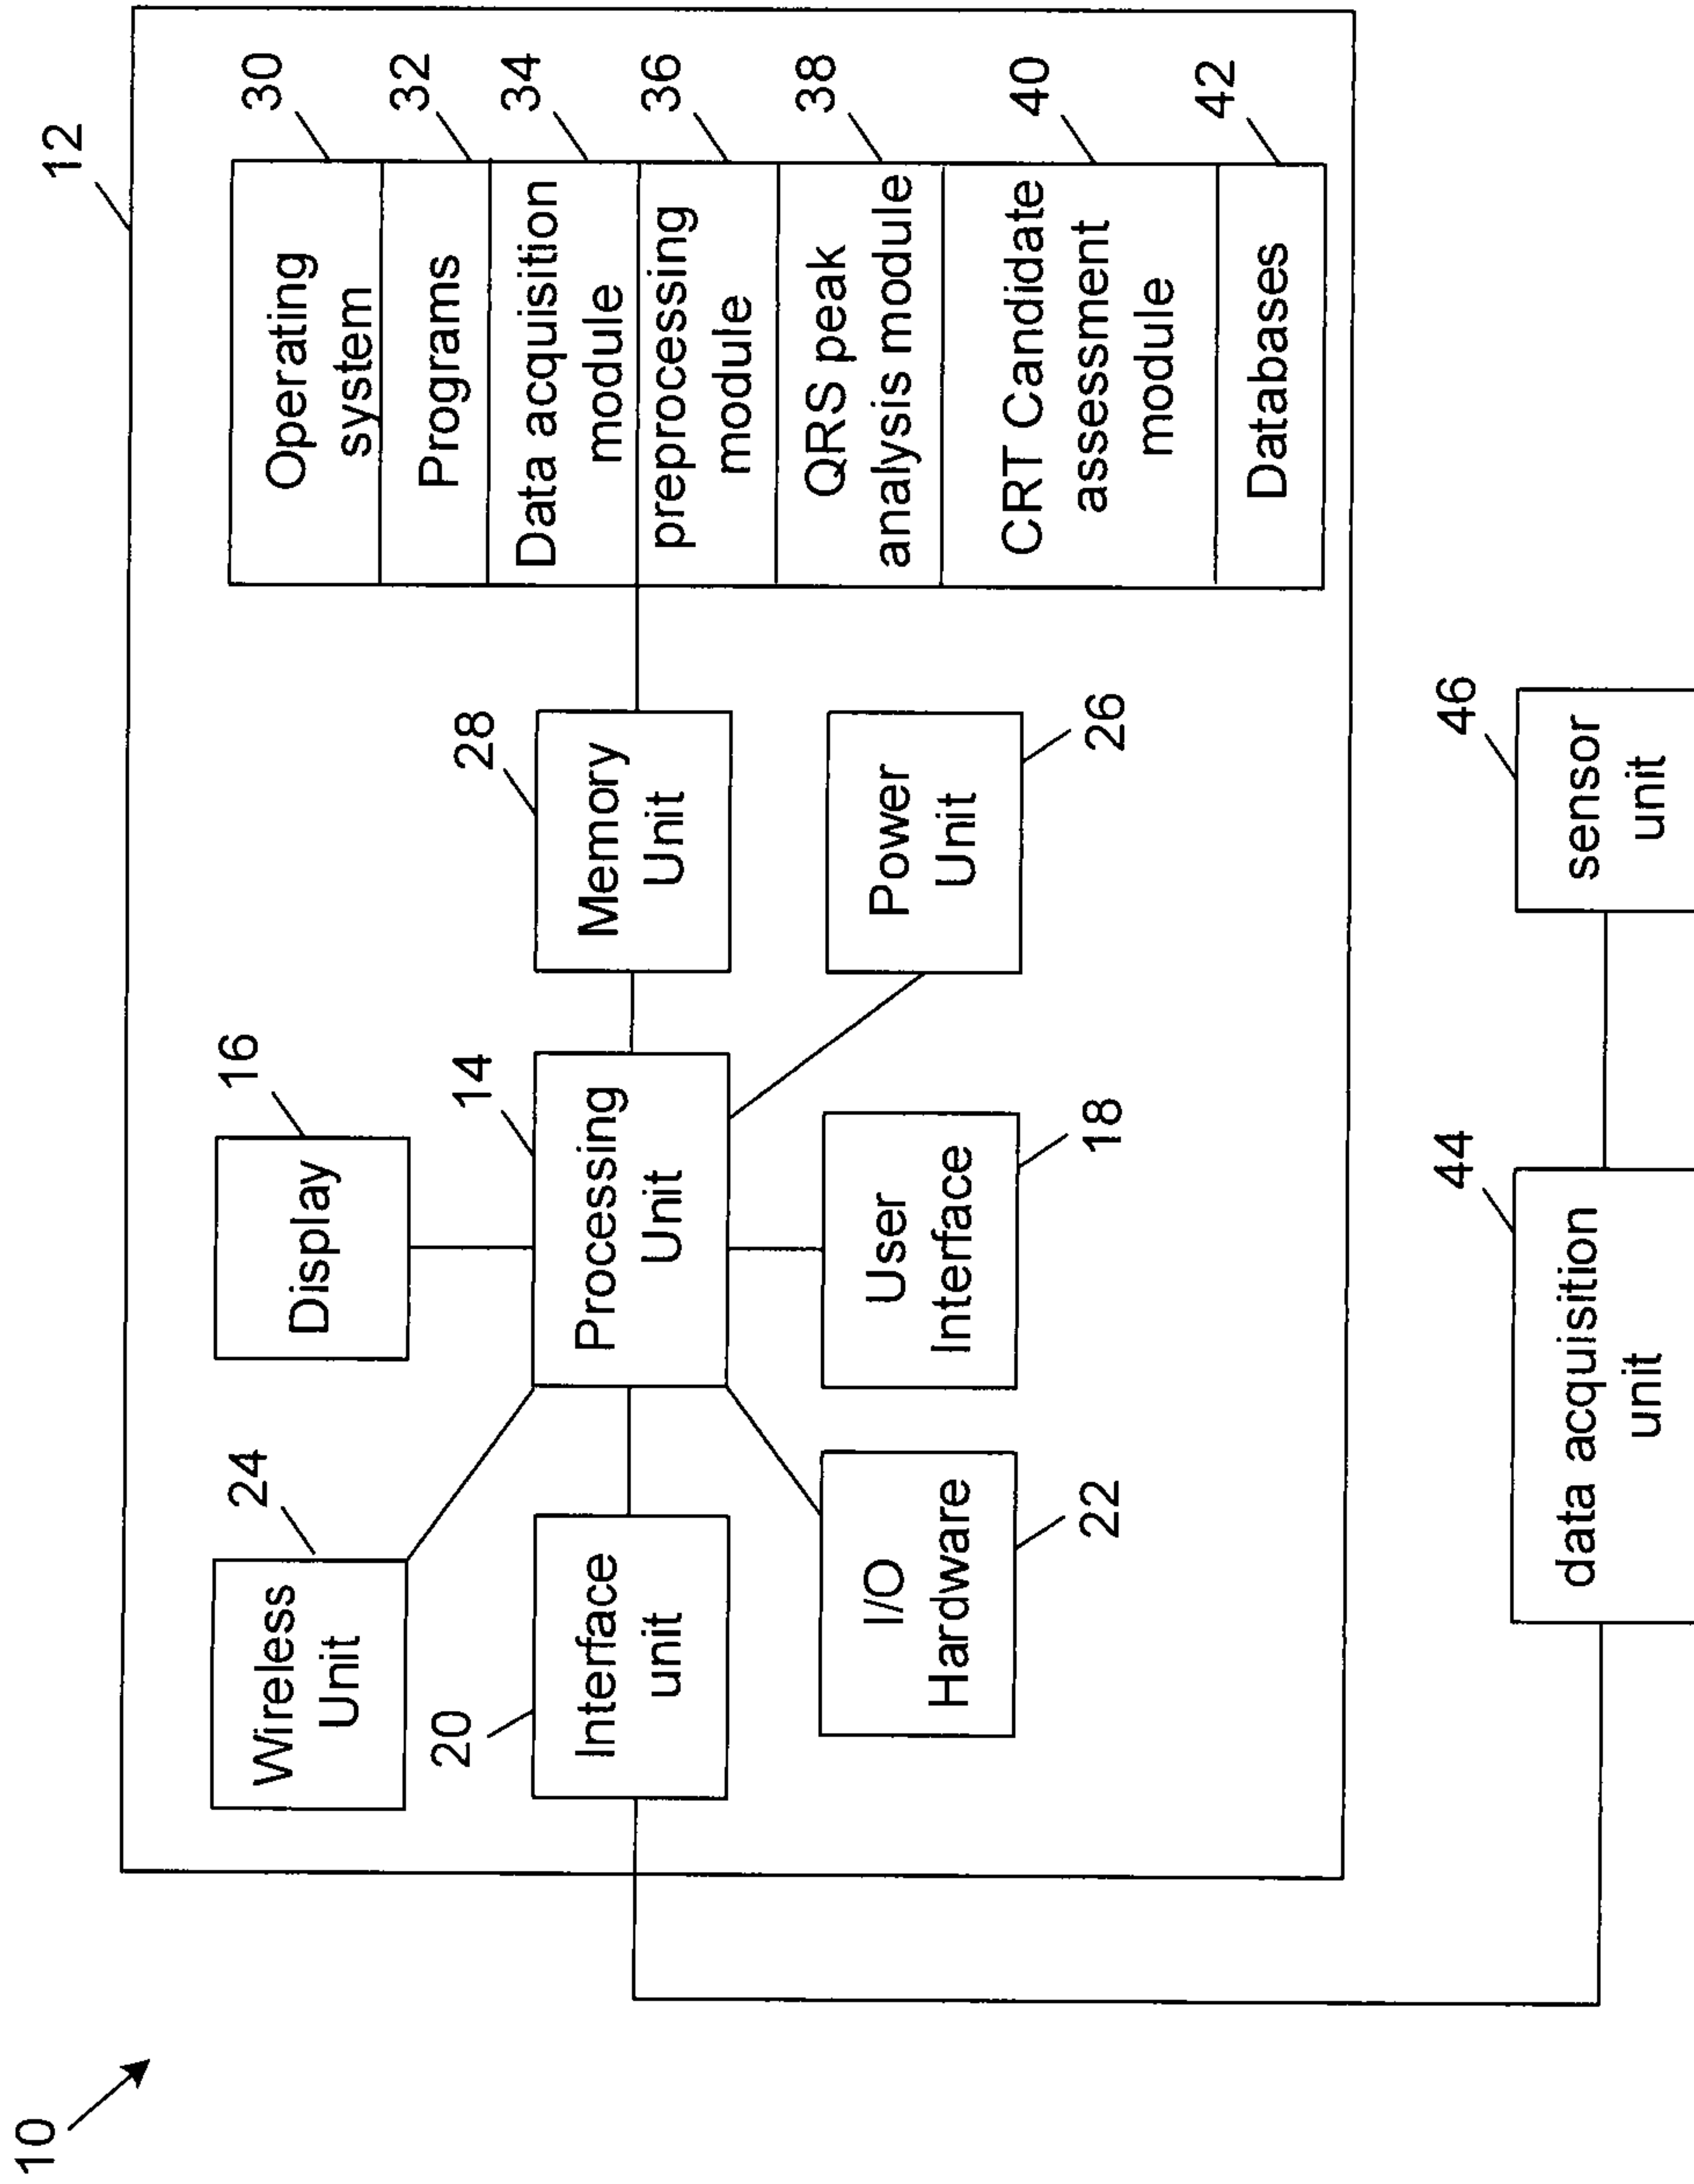 10
12
24
Wireless
Unit
16
Display
30
Operating
system
32
Programs
34
Data acquisition
module
36
preprocessing
module
38
QRS peak
analysis module
40
CRT Candidate
assessment
module
42
Databases
20
Interface
unit
14
Processing
Unit
28
Memory
Unit
I/O
Hardware
22
User
Interface
18
Power
Unit
26
44
data acquisition
unit
46
sensor
unit